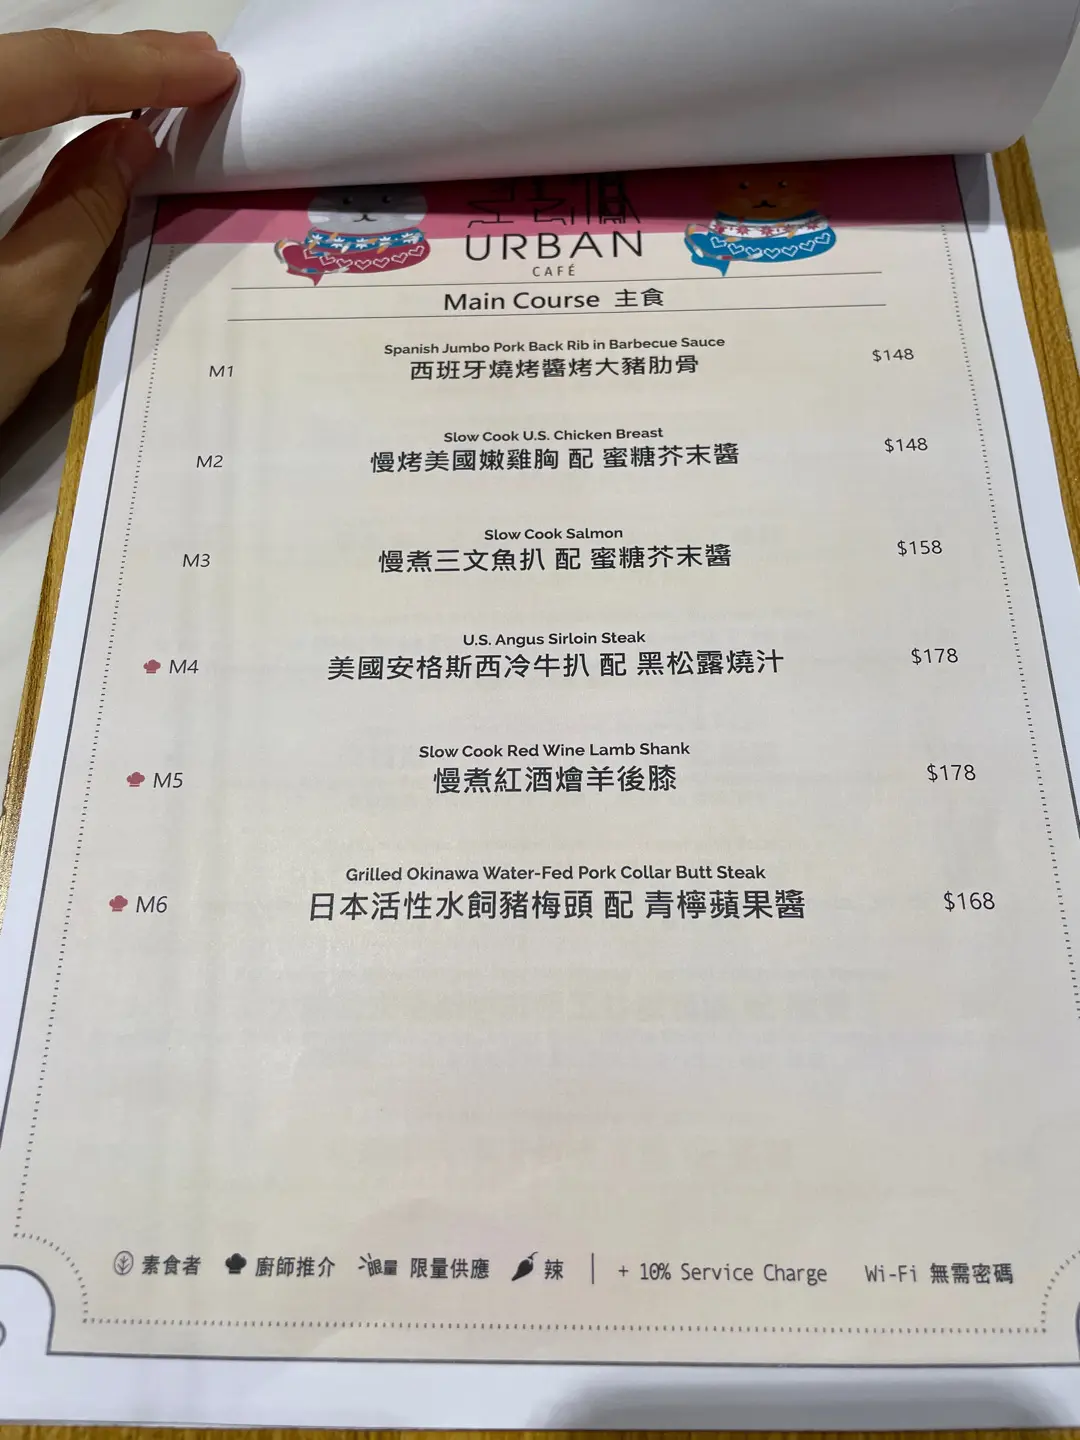 URBAN
CAFÉ
Main Course 主食
Spanish Jumbo Pork Back Rib in Barbecue Sauce
M1 西班牙燒烤醬烤大豬肋骨 $148
Slow Cook U.S. Chicken Breast
M2 慢烤美國嫩雞胸 配 蜜糖芥末醬 $148
Slow Cook Salmon
M3 慢煮三文魚扒 配 蜜糖芥末醬 $158
U.S. Angus Sirloin Steak
M4 美國安格斯西冷牛扒 配 黑松露燒汁 $178
Slow Cook Red Wine Lamb Shank
M5 慢煮紅酒燴羊後膝 $178
Grilled Okinawa Water-Fed Pork Collar Butt Steak
M6 日本活性水飼豬梅頭 配 青檸蘋果醬 $168
素食者 廚師推介 限量 限量供應 辣 | + 10% Service Charge Wi-Fi 無需密碼